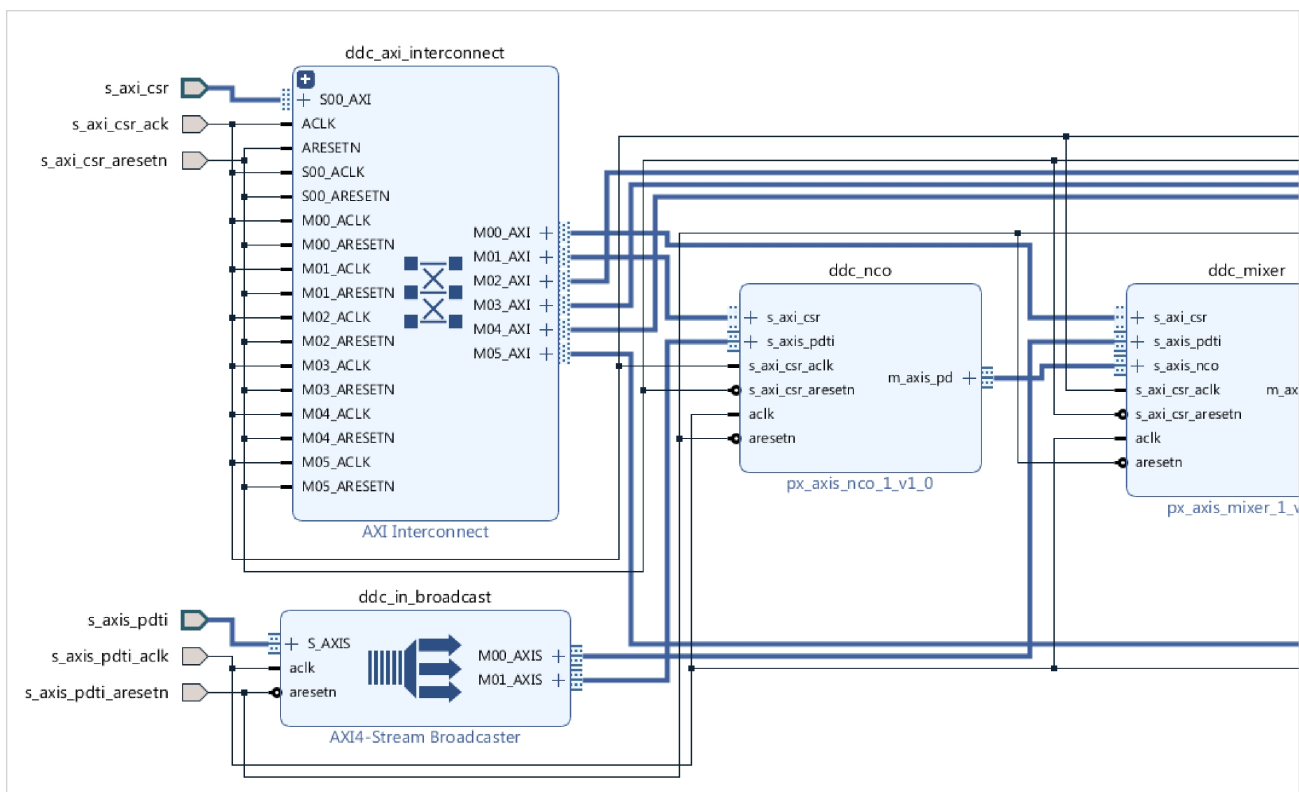 ddc_axi_interconnect
s_axi_csr
s_axi_csr_ack
s_axi_csr_aresetn
S00_AXI
ACLK
ARESETN
S00_ACLK
S00_ARESETN
M00_ACLK
M00_ARESETN
M01_ACLK
M01_ARESETN
M02_ACLK
M02_ARESETN
M03_ACLK
M03_ARESETN
M04_ACLK
M04_ARESETN
M05_ACLK
M05_ARESETN
M00_AXI
M01_AXI
M02_AXI
M03_AXI
M04_AXI
M05_AXI
AXI Interconnect
ddc_nco
s_axi_csr
s_axis_pdti
s_axi_csr_aclk
s_axi_csr_aresetn
aclk
aresetn
m_axis_pd
px_axis_nco_1_v1_0
ddc_mixer
s_axi_csr
s_axis_pdti
s_axis_nco
s_axi_csr_aclk
s_axi_csr_aresetn
aclk
aresetn
m_ax
px_axis_mixer_1_v
ddc_in_broadcast
s_axis_pdti
s_axis_pdti_aclk
s_axis_pdti_aresetn
S_AXIS
aclk
aresetn
M00_AXIS
M01_AXIS
AXI4-Stream Broadcaster